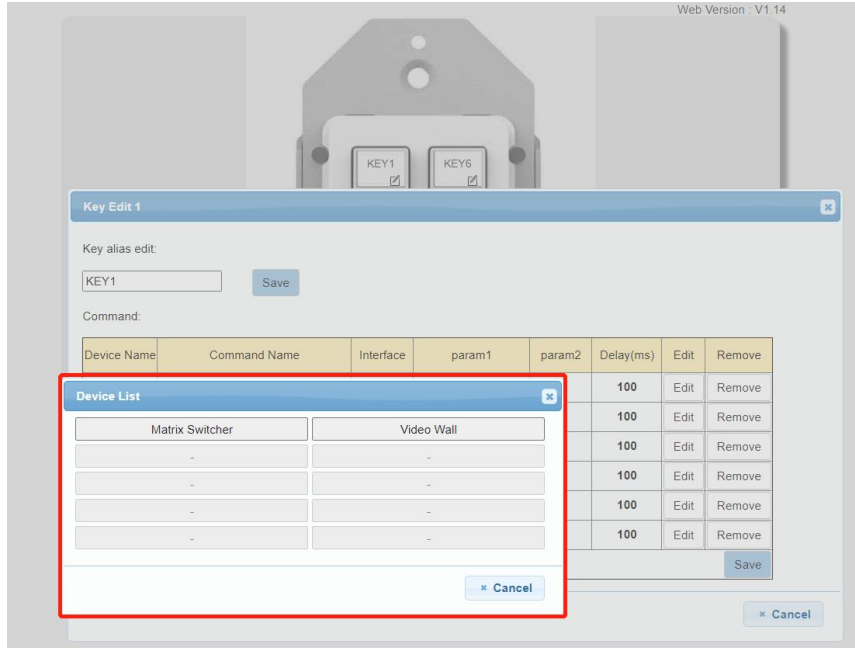 Web Version : V1.14
KEY1 KEY6
Key Edit 1
Key alias edit:
KEY1 Save
Command:
Device Name Command Name Interface param1 param2 Delay(ms) Edit Remove
100 Edit Remove
100 Edit Remove
100 Edit Remove
100 Edit Remove
100 Edit Remove
100 Edit Remove
Save
Cancel
Device List
Matrix Switcher Video Wall
- -
- -
- -
- -
Cancel